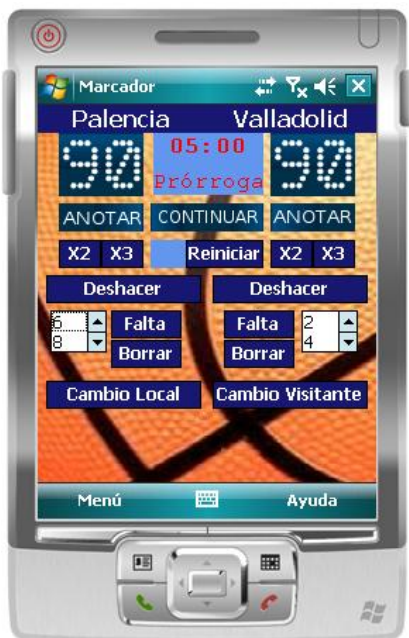 Marcador
Palencia Valladolid
90 05:00 90
Prórroga
ANOTAR CONTINUAR ANOTAR
X2 X3 Reiniciar X2 X3
Deshacer Deshacer
6 Falta Falta 2
8 Borrar Borrar 4
Cambio Local Cambio Visitante
Menú Ayuda